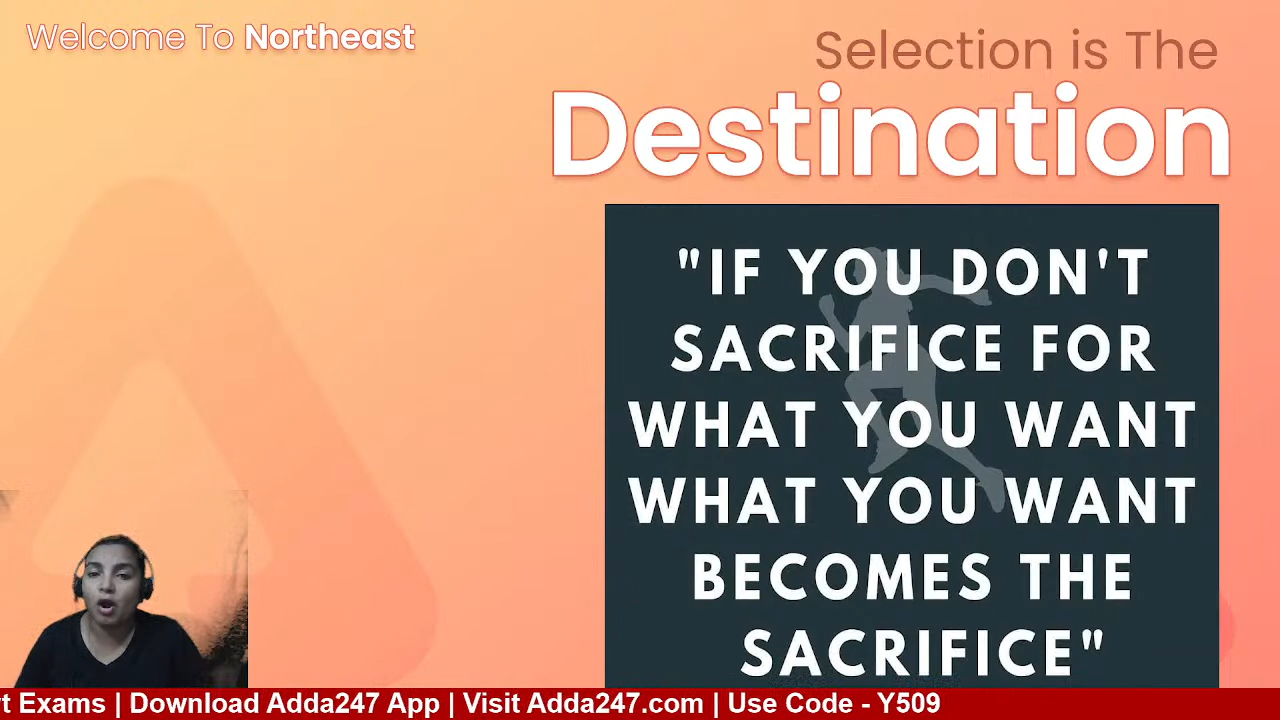 Welcome To Northeast
Selection is The
Destination
"IF YOU DON'T
SACRIFICE FOR
WHAT YOU WANT
WHAT YOU WANT
BECOMES THE
SACRIFICE"
Exams | Download Adda247 App | Visit Adda247.com | Use Code - Y509